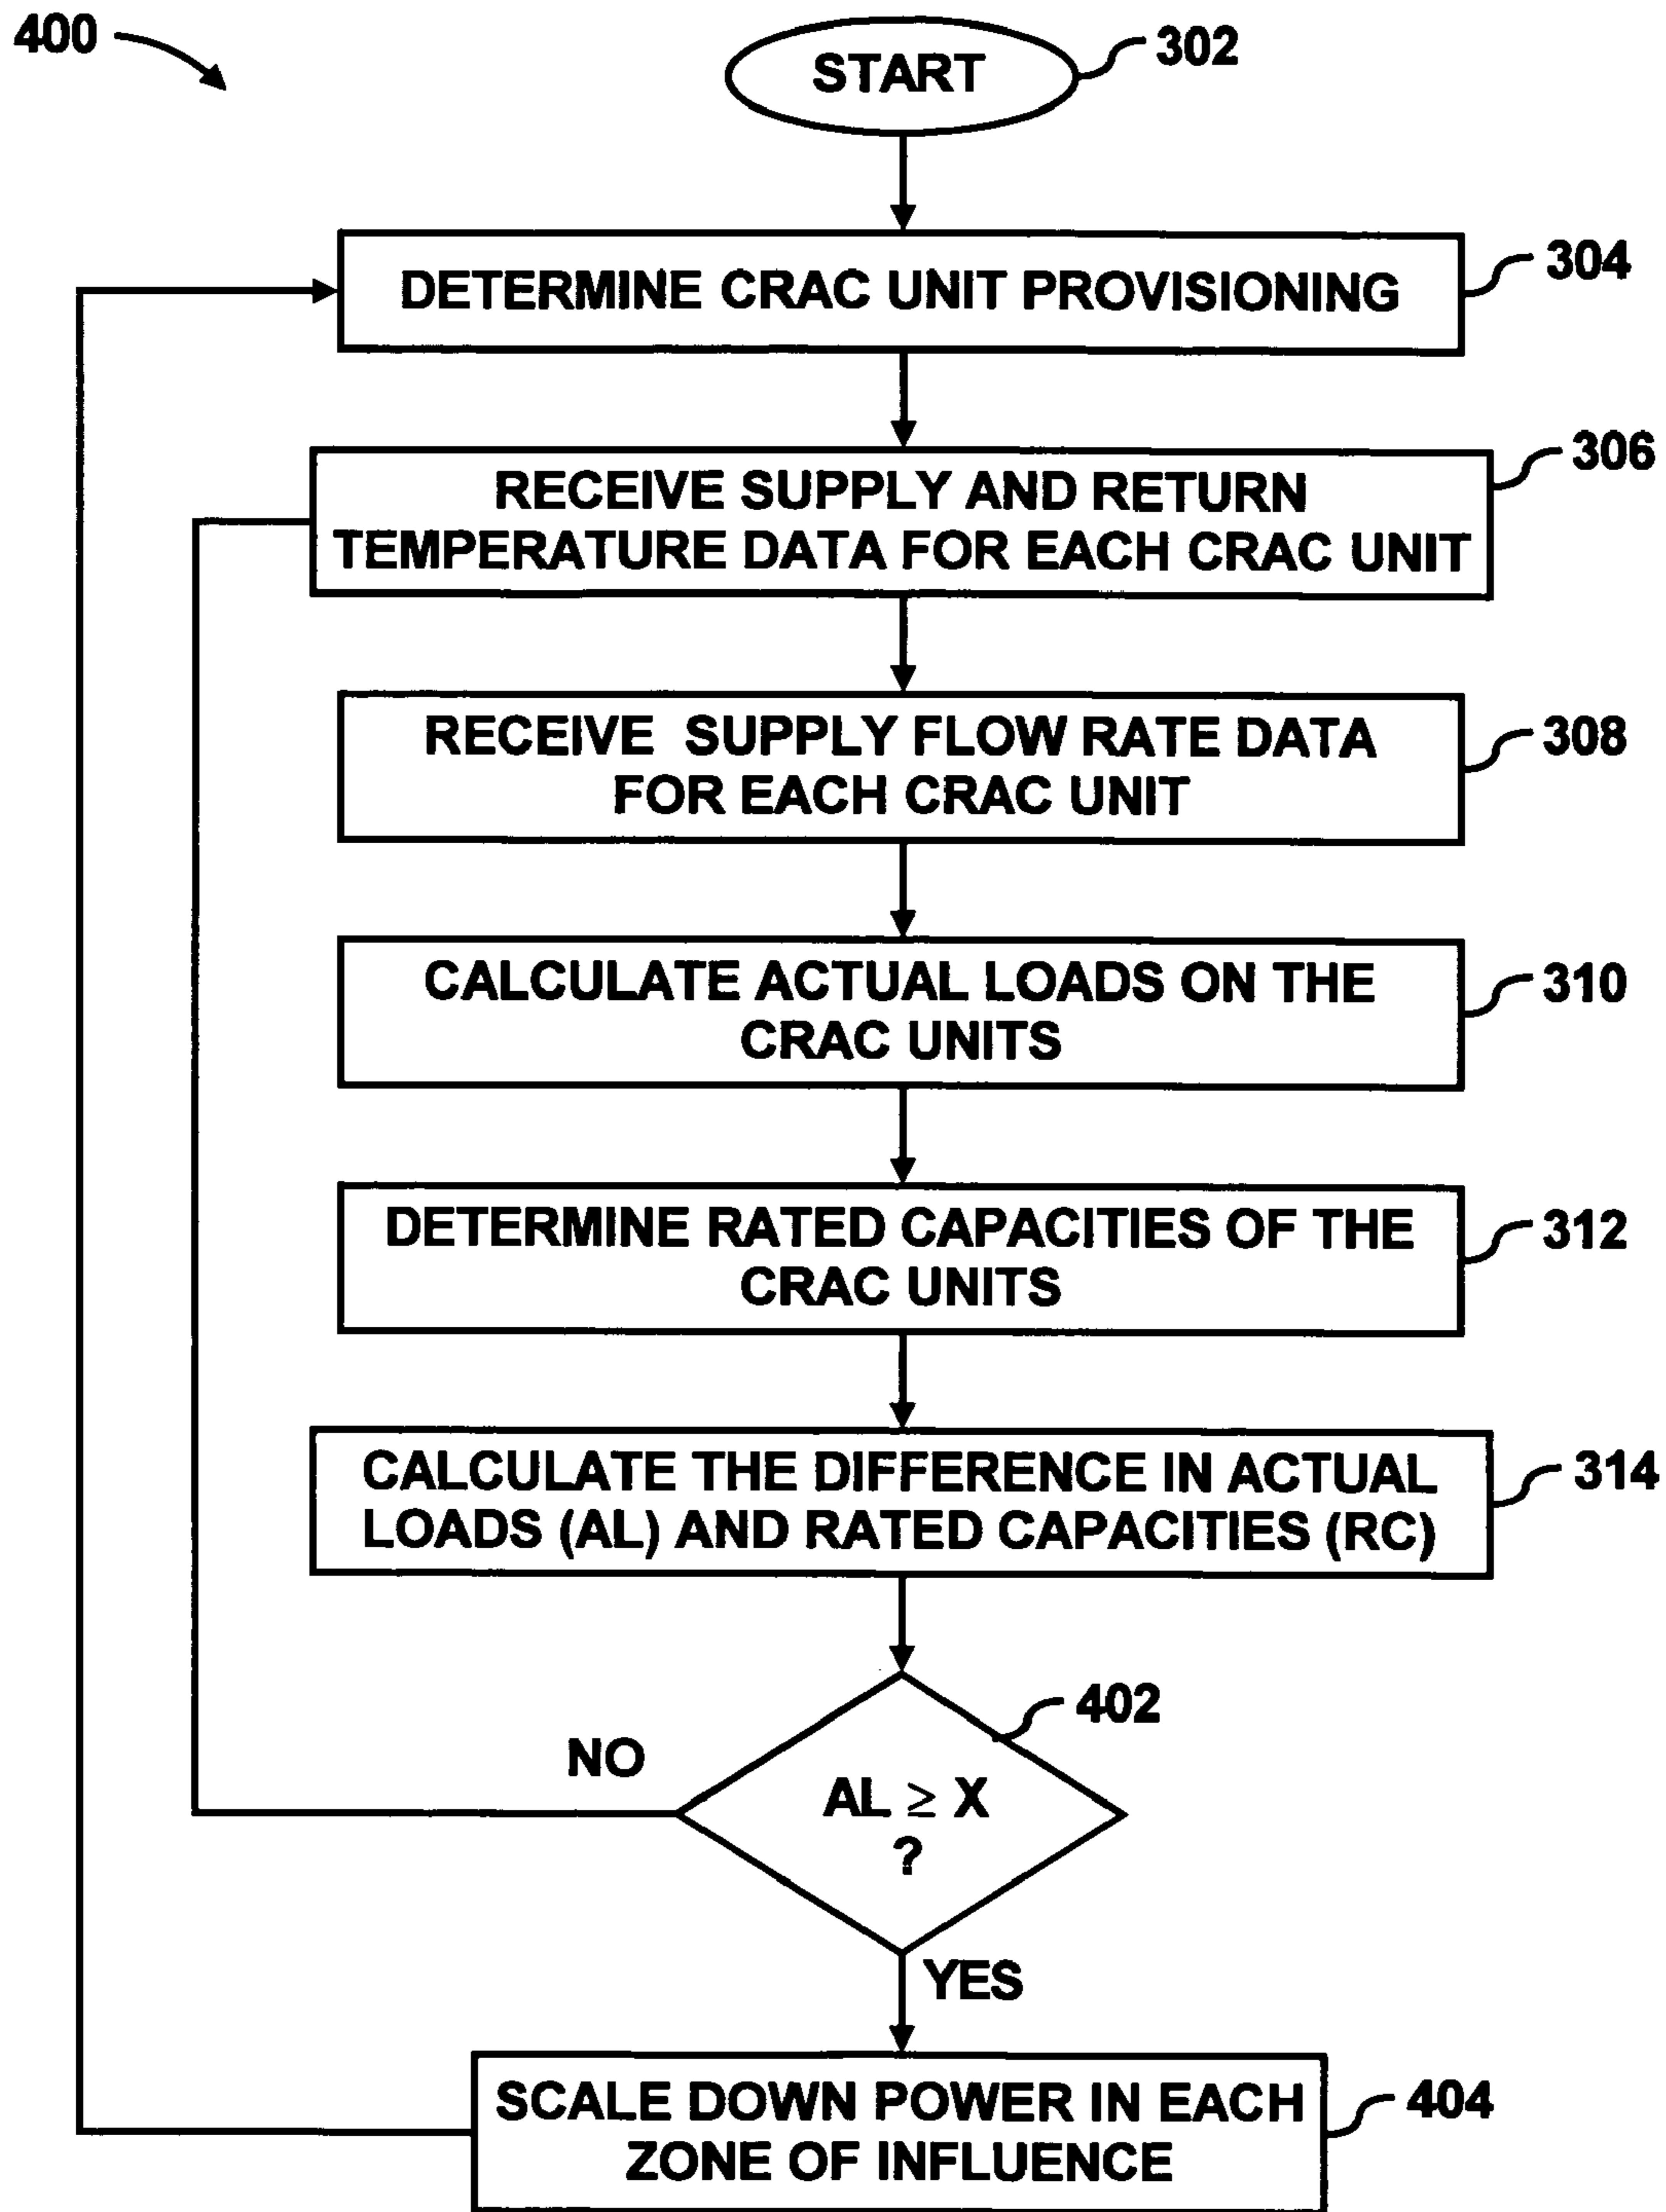 400
START
302
DETERMINE CRAC UNIT PROVISIONING
304
RECEIVE SUPPLY AND RETURN
TEMPERATURE DATA FOR EACH CRAC UNIT
306
RECEIVE SUPPLY FLOW RATE DATA
FOR EACH CRAC UNIT
308
CALCULATE ACTUAL LOADS ON THE
CRAC UNITS
310
DETERMINE RATED CAPACITIES OF THE
CRAC UNITS
312
CALCULATE THE DIFFERENCE IN ACTUAL
LOADS (AL) AND RATED CAPACITIES (RC)
314
402
NO
AL ≥ X
?
YES
SCALE DOWN POWER IN EACH
ZONE OF INFLUENCE
404